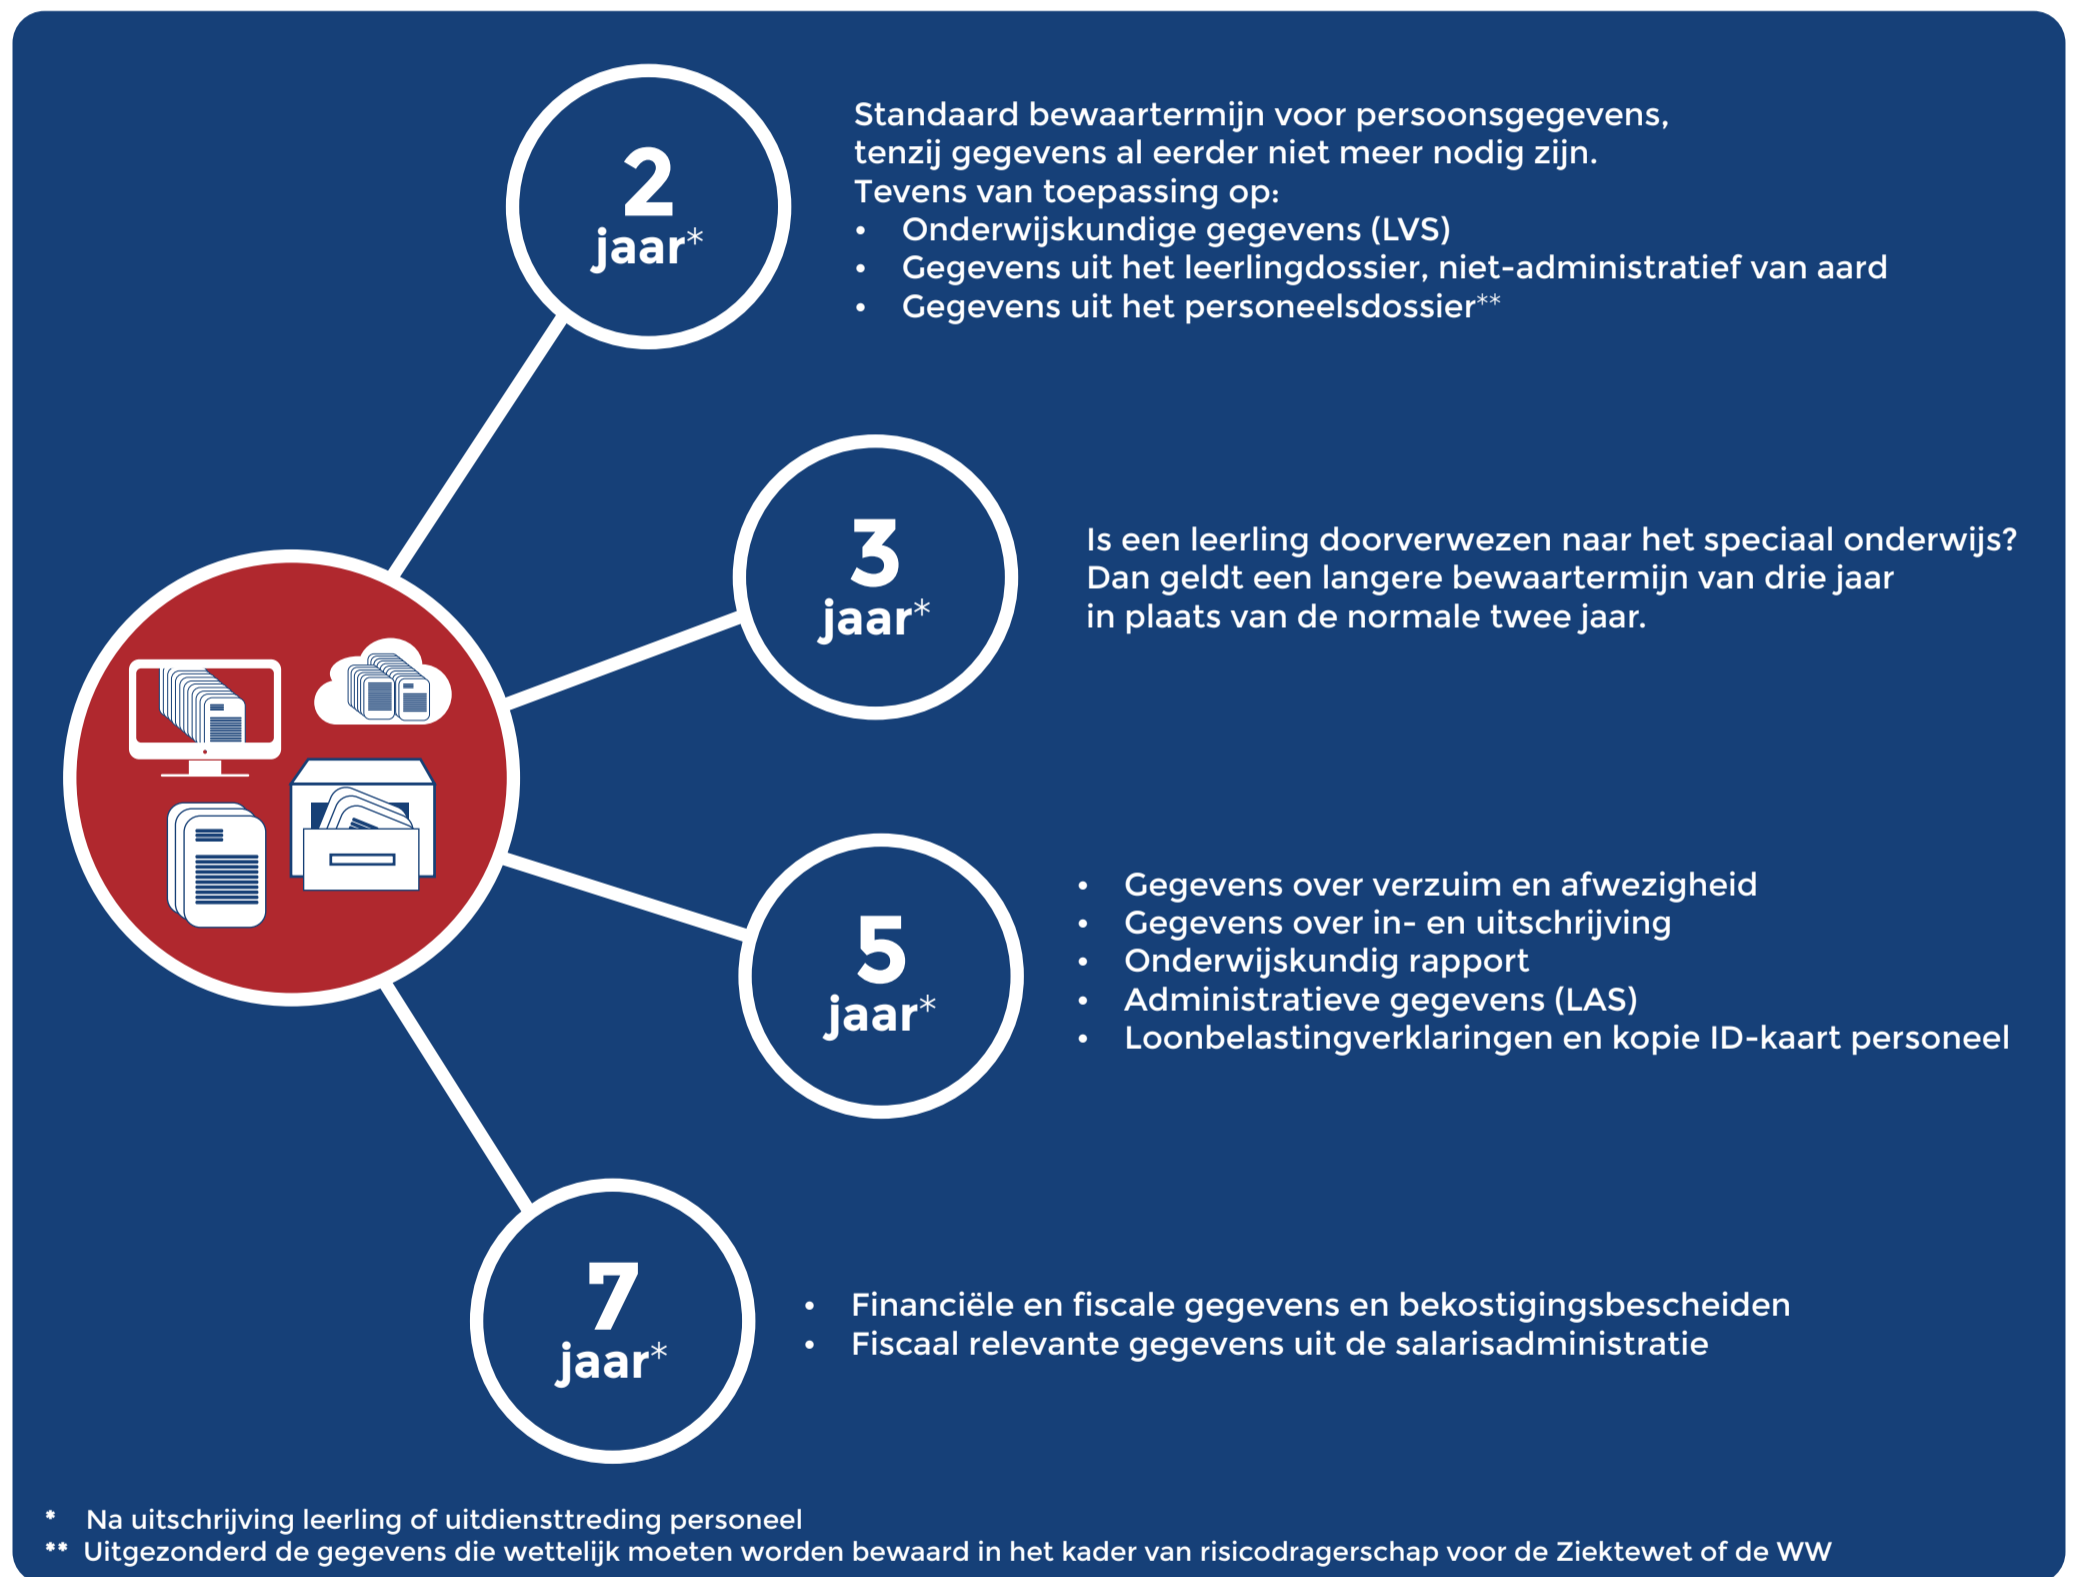 2
jaar*
Standaard bewaartermijn voor persoonsgegevens,
tenzij gegevens al eerder niet meer nodig zijn.
Tevens van toepassing op:
• Onderwijskundige gegevens (LVS)
• Gegevens uit het leerlingdossier, niet-administratief van aard
• Gegevens uit het personeelsdossier**
3
jaar*
Is een leerling doorverwezen naar het speciaal onderwijs?
Dan geldt een langere bewaartermijn van drie jaar
in plaats van de normale twee jaar.
5
jaar*
• Gegevens over verzuim en afwezigheid
• Gegevens over in- en uitschrijving
• Onderwijskundig rapport
• Administratieve gegevens (LAS)
• Loonbelastingverklaringen en kopie ID-kaart personeel
7
jaar*
• Financiële en fiscale gegevens en bekostigingsbescheiden
• Fiscaal relevante gegevens uit de salarisadministratie
* Na uitschrijving leerling of uitdiensttreding personeel
** Uitgezonderd de gegevens die wettelijk moeten worden bewaard in het kader van risicodragerschap voor de Ziektewet of de WW